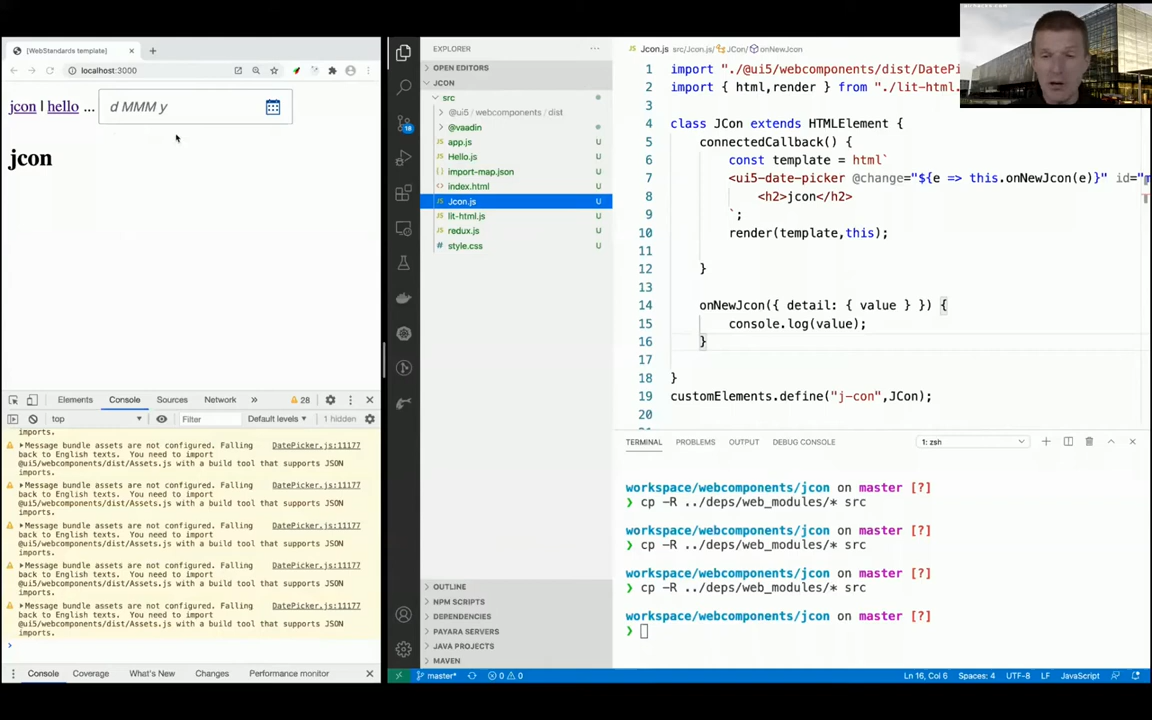 [WebStandards template]
localhost:3000
jcon | hello ... d MMM y
jcon
Elements Console Sources Network 28
top Filter Default levels 1 hidden
imports.
Message bundle assets are not configured. Falling DatePicker.js:11177
back to English texts. You need to import
@ui5/webcomponents/dist/Assets.js with a build tool that supports JSON
imports.
Message bundle assets are not configured. Falling DatePicker.js:11177
back to English texts. You need to import
@ui5/webcomponents/dist/Assets.js with a build tool that supports JSON
imports.
Message bundle assets are not configured. Falling DatePicker.js:11177
back to English texts. You need to import
@ui5/webcomponents/dist/Assets.js with a build tool that supports JSON
imports.
Message bundle assets are not configured. Falling DatePicker.js:11177
back to English texts. You need to import
@ui5/webcomponents/dist/Assets.js with a build tool that supports JSON
imports.
Message bundle assets are not configured. Falling DatePicker.js:11177
back to English texts. You need to import
@ui5/webcomponents/dist/Assets.js with a build tool that supports JSON
imports.
Console Coverage What's New Changes Performance monitor
18
EXPLORER
OPEN EDITORS
JCON
src
@ui5 / webcomponents / dist
@vaadin
app.js U
Hello.js U
import-map.json U
index.html U
Jcon.js U
lit-html.js U
redux.js U
style.css U
OUTLINE
NPM SCRIPTS
DEPENDENCIES
PAYARA SERVERS
JAVA PROJECTS
MAVEN
Jcon.js src/Jcon.js/ JCon/ onNewJcon
1 import "./@ui5/webcomponents/dist/DatePi
2 import { html,render } from "./lit-html.
3
4 class JCon extends HTMLElement {
5 connectedCallback() {
6 const template = html`
7 <ui5-date-picker @change="${e => this.onNewJcon(e)}" id="m
8 <h2>jcon</h2>
9 `;
10 render(template,this);
11
12 }
13
14 onNewJcon({ detail: { value } }) {
15 console.log(value);
16 }
17
18 }
19 customElements.define("j-con",JCon);
20
TERMINAL PROBLEMS OUTPUT DEBUG CONSOLE 1: zsh
workspace/webcomponents/jcon on master [?]
❯ cp -R ../deps/web_modules/* src
workspace/webcomponents/jcon on master [?]
❯ cp -R ../deps/web_modules/* src
workspace/webcomponents/jcon on master [?]
❯ cp -R ../deps/web_modules/* src
workspace/webcomponents/jcon on master [?]
❯
master* 0 0 Ln 16, Col 6 Spaces: 4 UTF-8 LF JavaScript